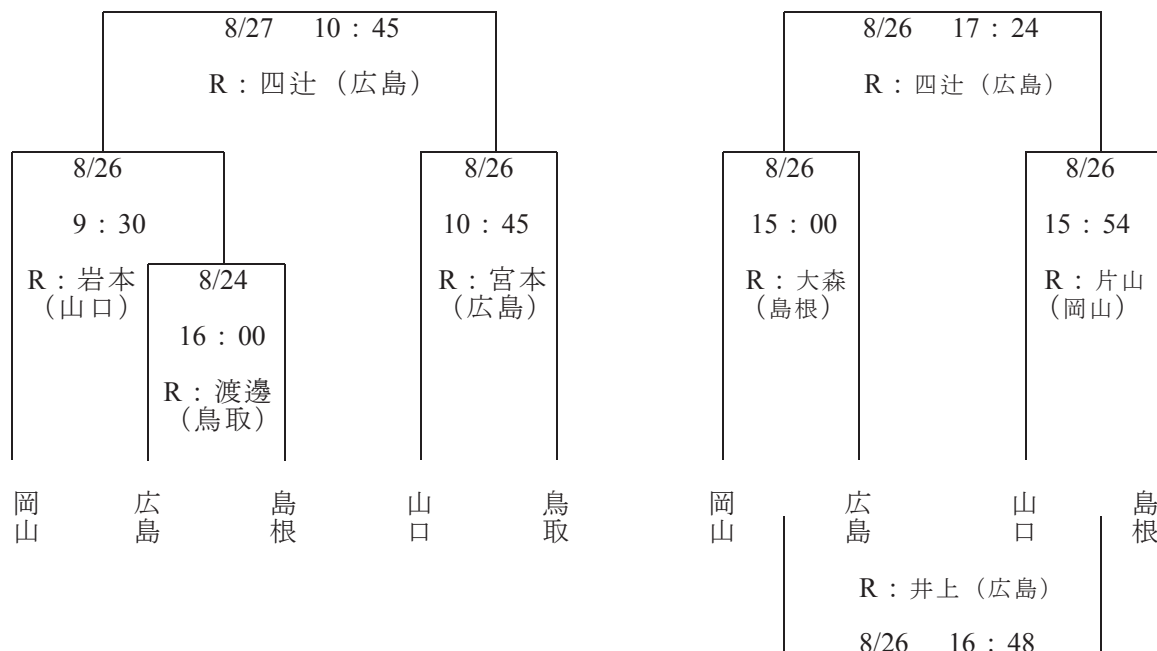 8/27 10：45
R：四辻（広島）
8/26
9：30
R：岩本
（山口）
8/24
16：00
R：渡邊
（鳥取）
8/26
10：45
R：宮本
（広島）
岡山
広島
島根
山口
鳥取
8/26 17：24
R：四辻（広島）
8/26
15：00
R：大森
（島根）
8/26
15：54
R：片山
（岡山）
岡山
広島
山口
島根
R：井上（広島）
8/26 16：48